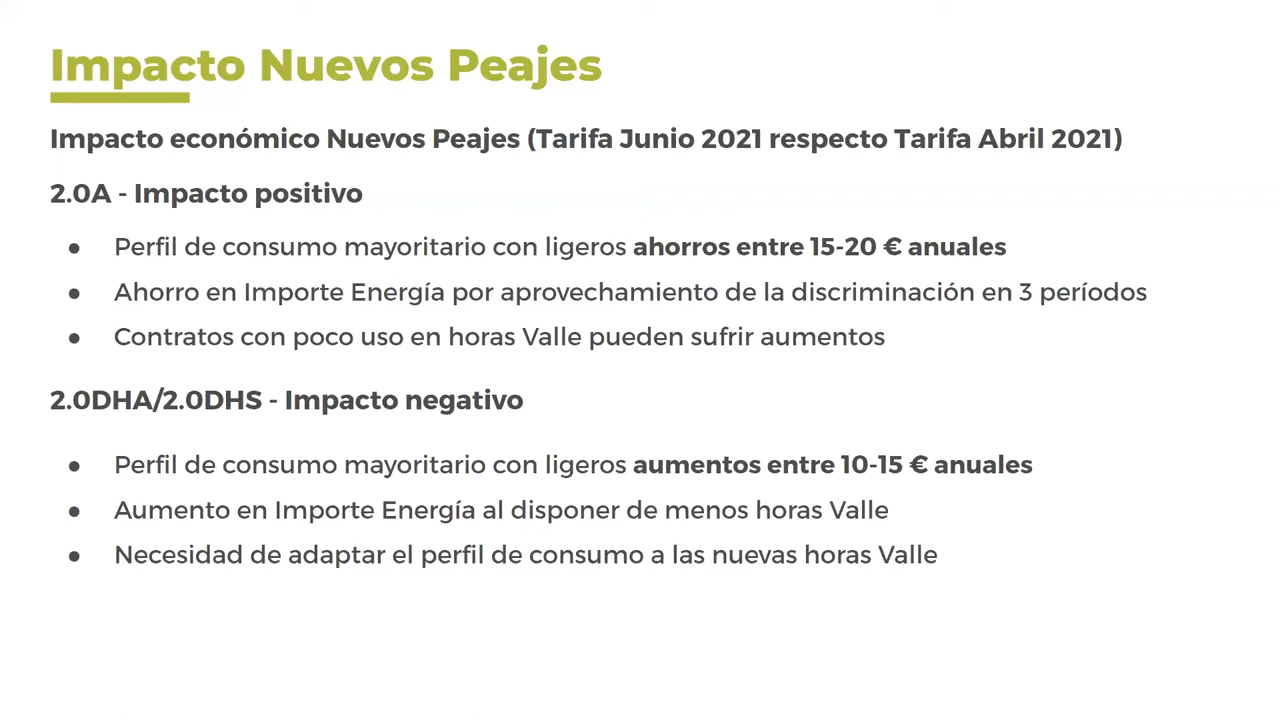 Impacto Nuevos Peajes
Impacto económico Nuevos Peajes (Tarifa Junio 2021 respecto Tarifa Abril 2021)
2.0A - Impacto positivo
● Perfil de consumo mayoritario con ligeros ahorros entre 15-20 € anuales
● Ahorro en Importe Energía por aprovechamiento de la discriminación en 3 períodos
● Contratos con poco uso en horas Valle pueden sufrir aumentos
2.0DHA/2.0DHS - Impacto negativo
● Perfil de consumo mayoritario con ligeros aumentos entre 10-15 € anuales
● Aumento en Importe Energía al disponer de menos horas Valle
● Necesidad de adaptar el perfil de consumo a las nuevas horas Valle